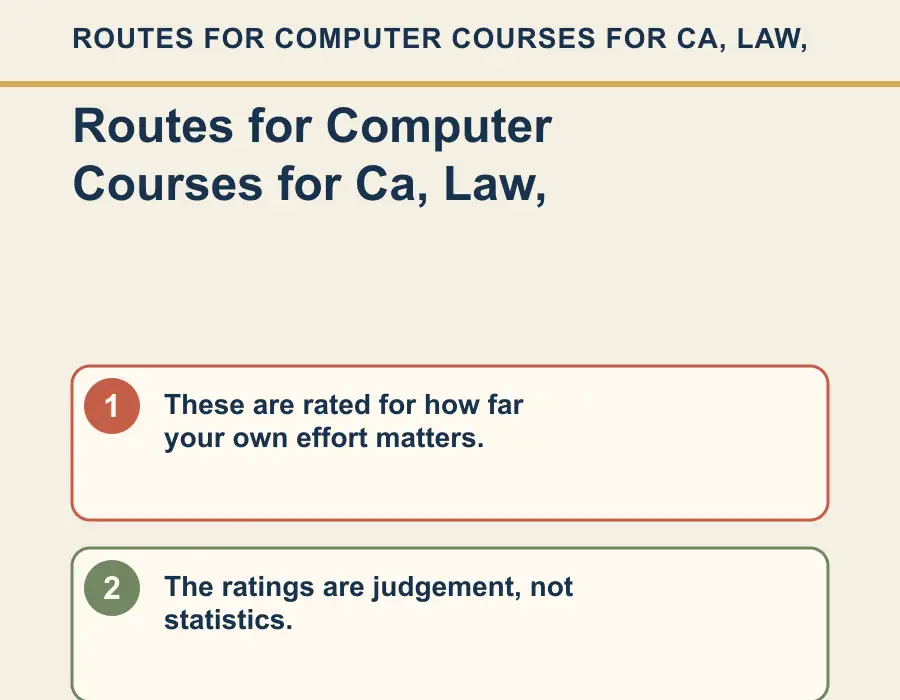 ROUTES FOR COMPUTER COURSES FOR CA, LAW,
Routes for Computer
Courses for Ca, Law,
1
These are rated for how far
your own effort matters.
2
The ratings are judgement, not
statistics.